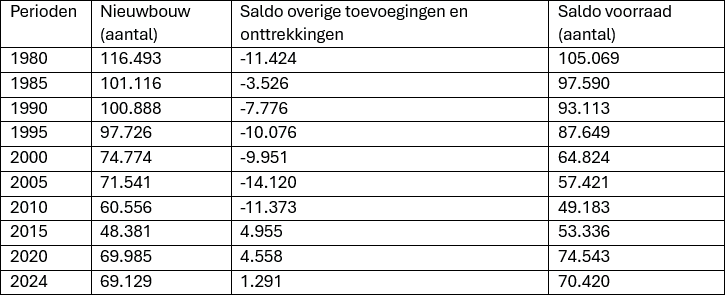 Perioden Nieuwbouw Saldo overige toevoegingen en Saldo voorraad
(aantal) onttrekkingen (aantal)
1980 116.493 -11.424 105.069
1985 101.116 -3.526 97.590
1990 100.888 -7.776 93.113
1995 97.726 -10.076 87.649
2000 74.774 -9.951 64.824
2005 71.541 -14.120 57.421
2010 60.556 -11.373 49.183
2015 48.381 4.955 53.336
2020 69.985 4.558 74.543
2024 69.129 1.291 70.420